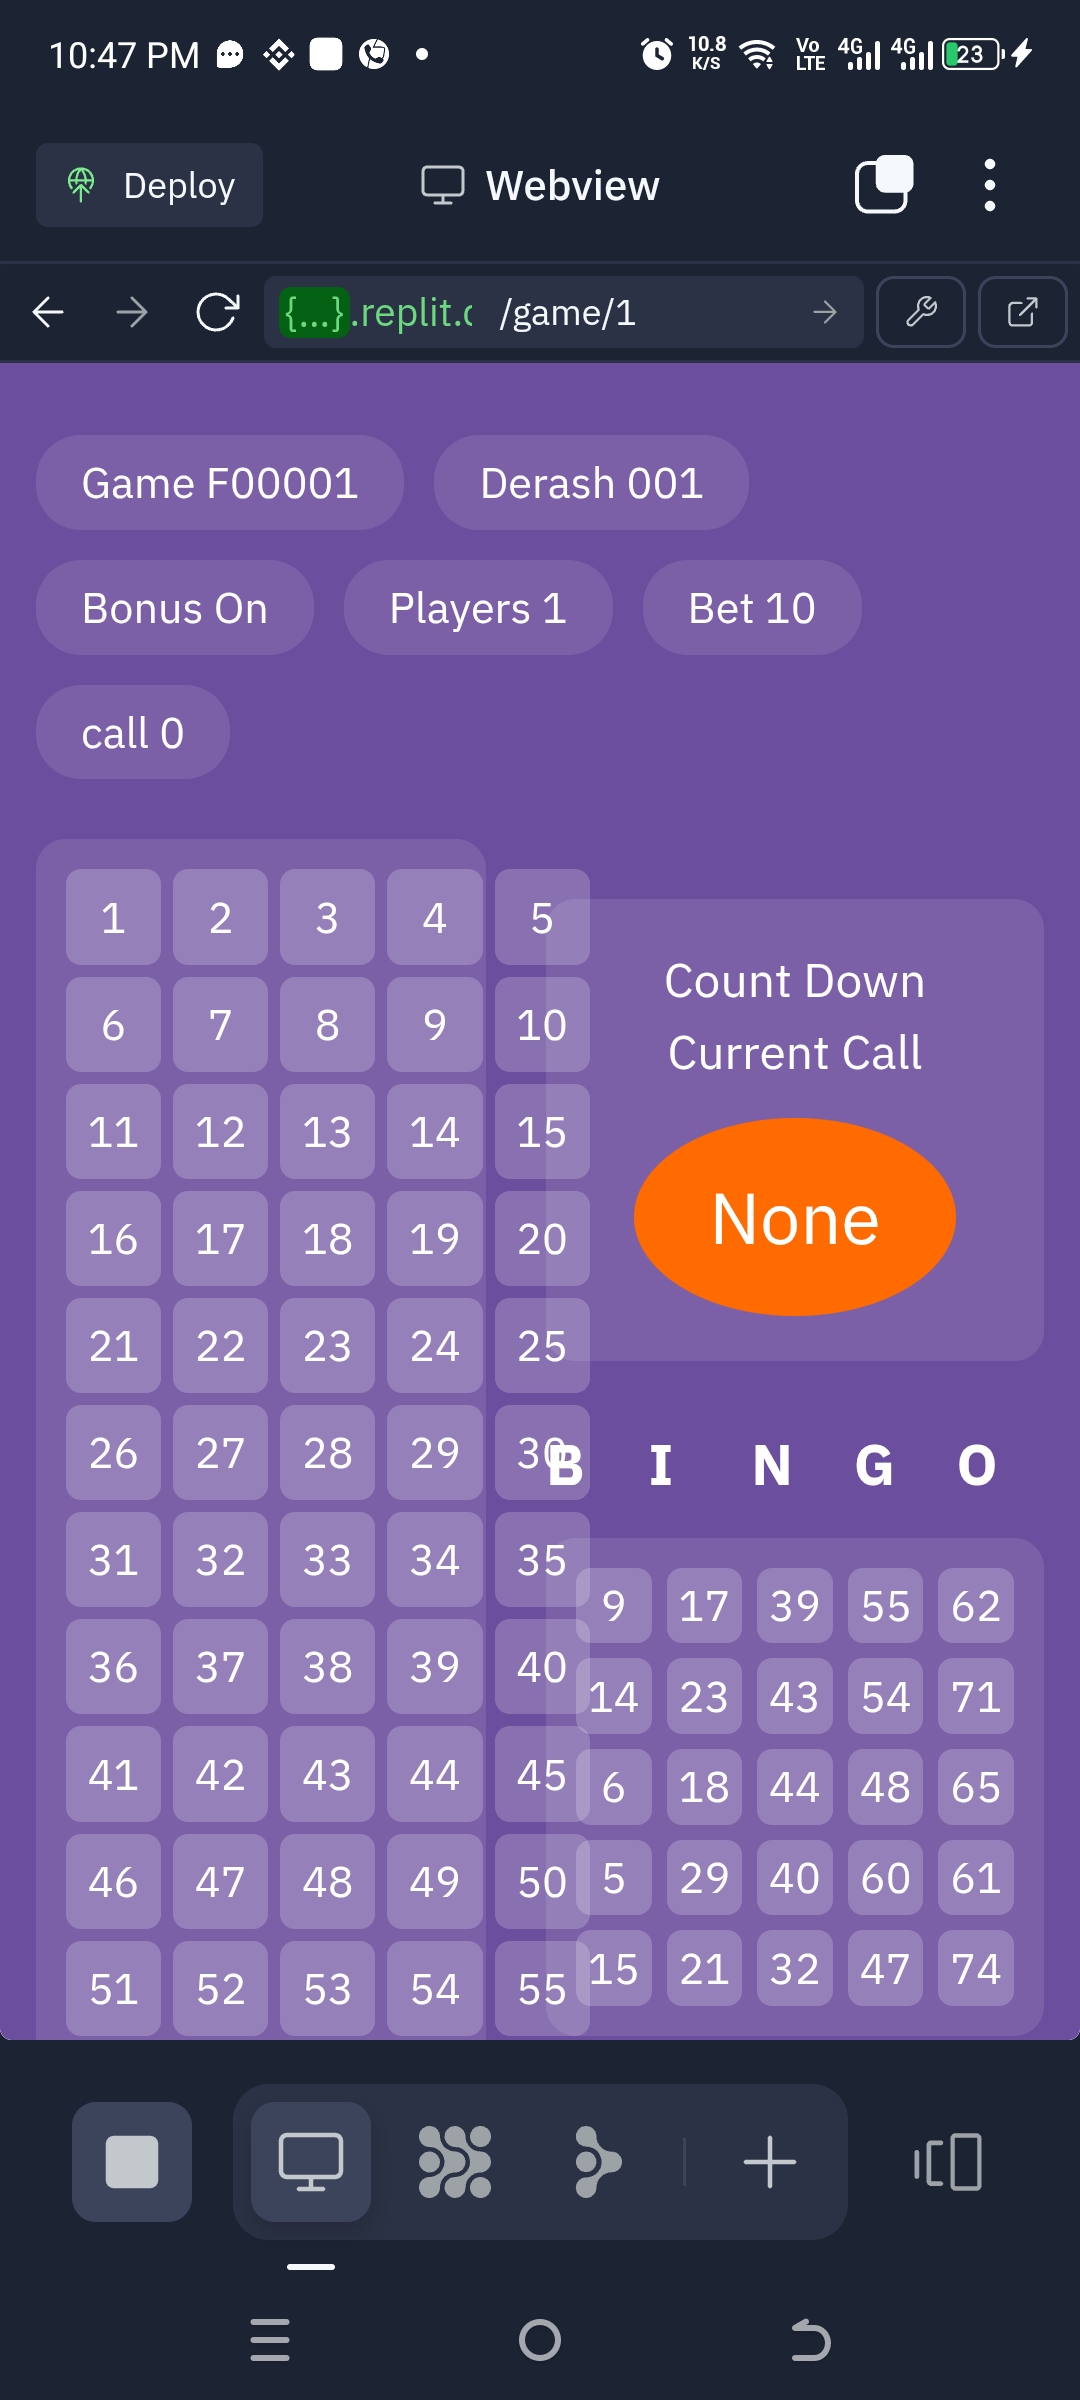 10:47 PM 10.8 K/S Vo LTE 4G 4G 23
Deploy Webview
{...}.replit.c /game/1
Game F00001 Derash 001
Bonus On Players 1 Bet 10
call 0
1 2 3 4 5
6 7 8 9 10
11 12 13 14 15
16 17 18 19 20
21 22 23 24 25
26 27 28 29 30
31 32 33 34 35
36 37 38 39 40
41 42 43 44 45
46 47 48 49 50
51 52 53 54 55
Count Down
Current Call
None
B I N G O
9 17 39 55 62
14 23 43 54 71
6 18 44 48 65
5 29 40 60 61
15 21 32 47 74